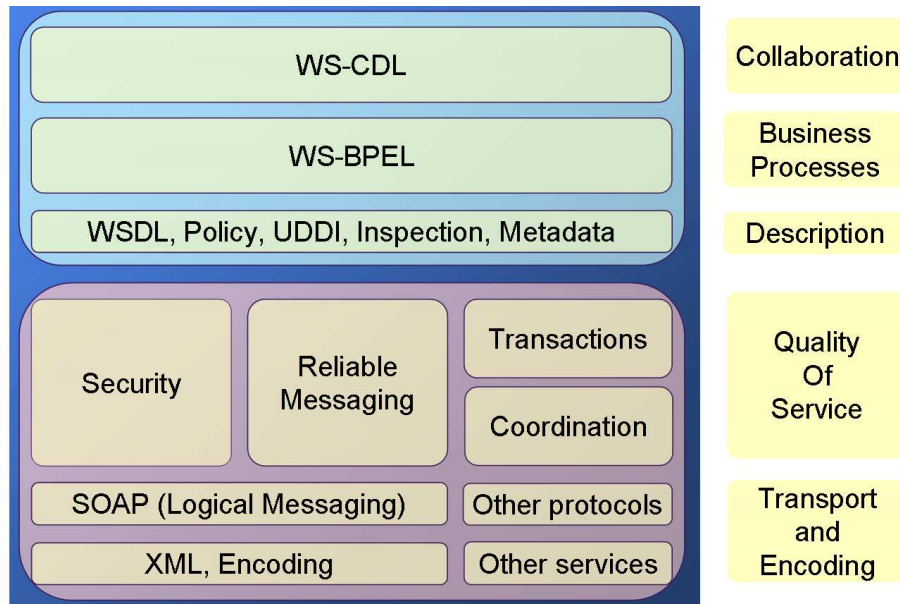 WS-CDL
Collaboration
WS-BPEL
Business
Processes
WSDL, Policy, UDDI, Inspection, Metadata
Description
Security
Reliable
Messaging
Transactions
Coordination
Quality
Of
Service
SOAP (Logical Messaging)
Other protocols
XML, Encoding
Other services
Transport
and
Encoding